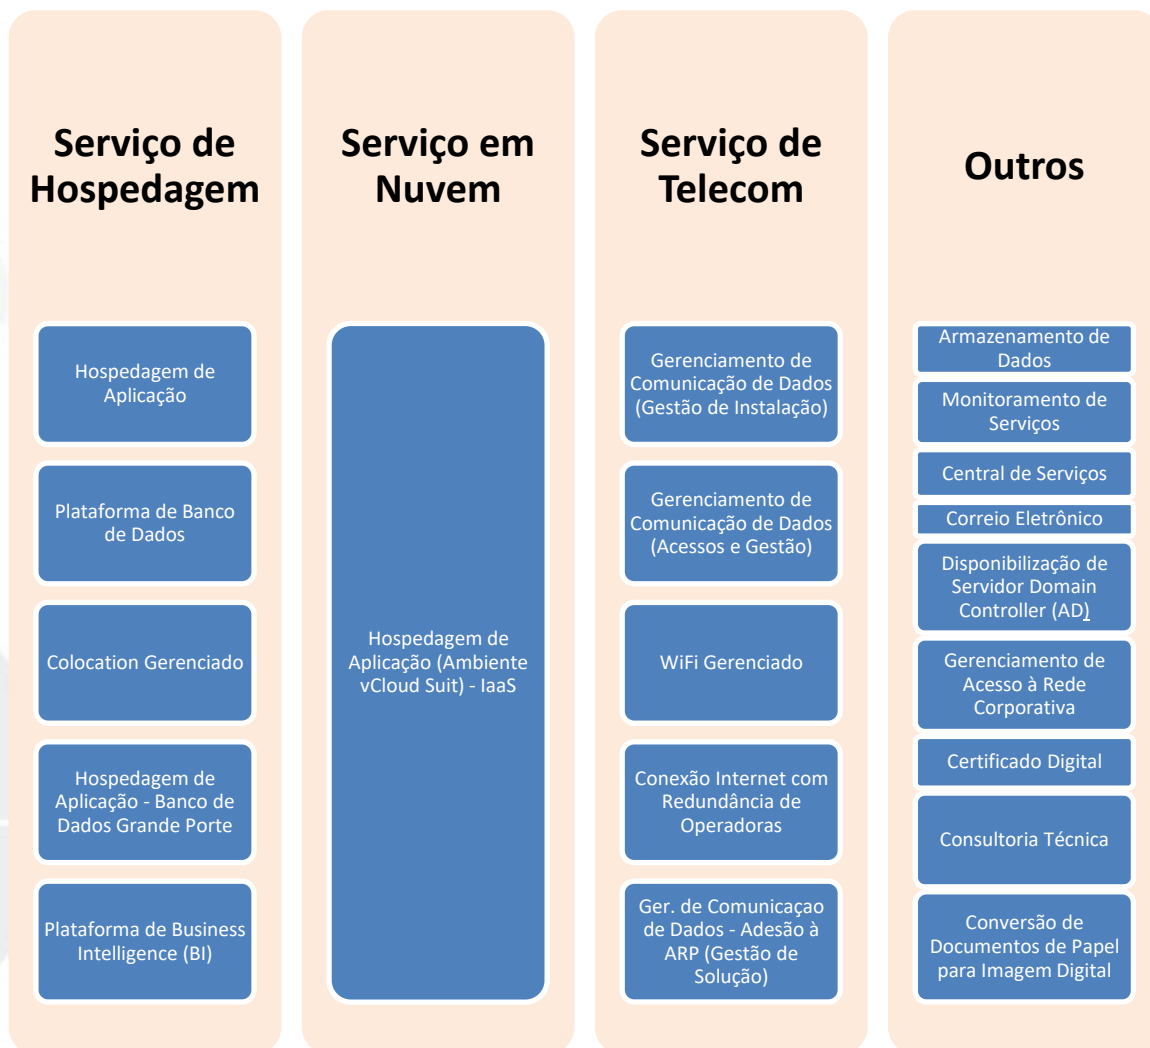 Serviço de
Hospedagem
Hospedagem de
Aplicação
Plataforma de Banco
de Dados
Colocation Gerenciado
Hospedagem de
Aplicação - Banco de
Dados Grande Porte
Plataforma de Business
Intelligence (BI)
Serviço em
Nuvem
Hospedagem de
Aplicação (Ambiente
vCloud Suit) - IaaS
Serviço de
Telecom
Gerenciamento de
Comunicação de Dados
(Gestão de Instalação)
Gerenciamento de
Comunicação de Dados
(Acessos e Gestão)
WiFi Gerenciado
Conexão Internet com
Redundância de
Operadoras
Ger. de Comunicaçao
de Dados - Adesão à
ARP (Gestão de
Solução)
Outros
Armazenamento de
Dados
Monitoramento de
Serviços
Central de Serviços
Correio Eletrônico
Disponibilização de
Servidor Domain
Controller (AD)
Gerenciamento de
Acesso à Rede
Corporativa
Certificado Digital
Consultoria Técnica
Conversão de
Documentos de Papel
para Imagem Digital